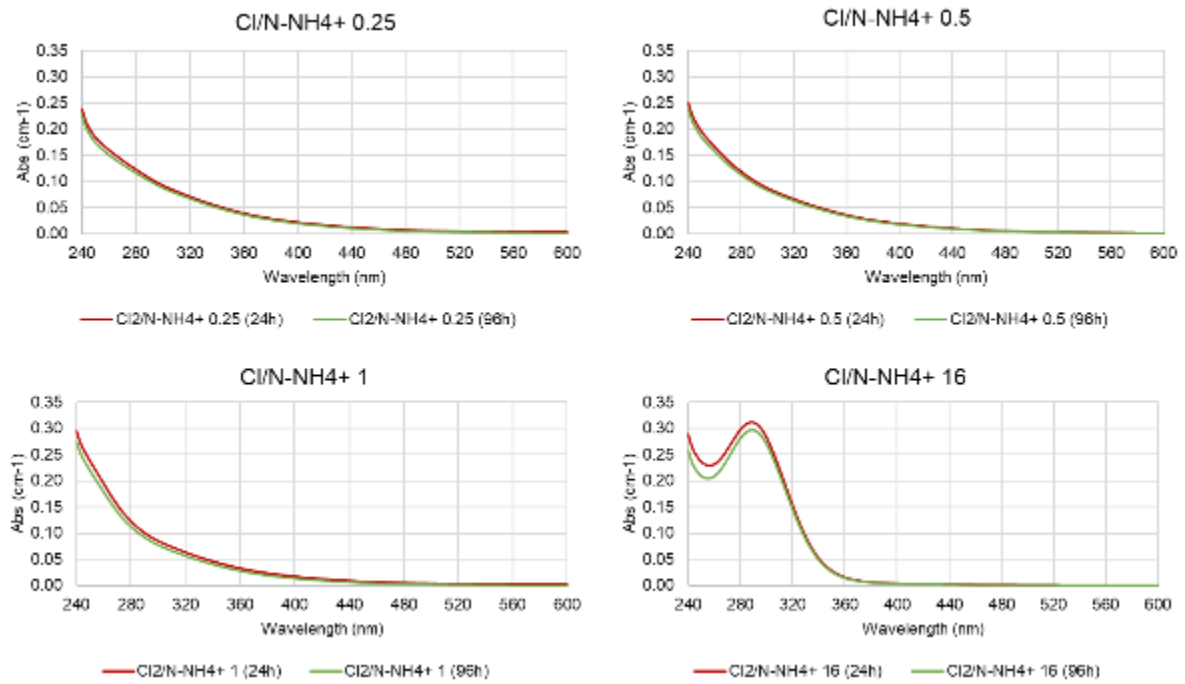 Cl/N-NH4+ 0.25
0.35
0.30
0.25
0.20
0.15
0.10
0.05
0.00
Abs (cm-1)
240 280 320 360 400 440 480 520 560 600
Wavelength (nm)
Cl2/N-NH4+ 0.25 (24h) Cl2/N-NH4+ 0.25 (96h)
Cl/N-NH4+ 0.5
0.35
0.30
0.25
0.20
0.15
0.10
0.05
0.00
Abs (cm-1)
240 280 320 360 400 440 480 520 560 600
Wavelength (nm)
Cl2/N-NH4+ 0.5 (24h) Cl2/N-NH4+ 0.5 (96h)
Cl/N-NH4+ 1
0.35
0.30
0.25
0.20
0.15
0.10
0.05
0.00
Abs (cm-1)
240 280 320 360 400 440 480 520 560 600
Wavelength (nm)
Cl2/N-NH4+ 1 (24h) Cl2/N-NH4+ 1 (96h)
Cl/N-NH4+ 16
0.35
0.30
0.25
0.20
0.15
0.10
0.05
0.00
Abs (cm-1)
240 280 320 360 400 440 480 520 560 600
Wavelength (nm)
Cl2/N-NH4+ 16 (24h) Cl2/N-NH4+ 16 (96h)